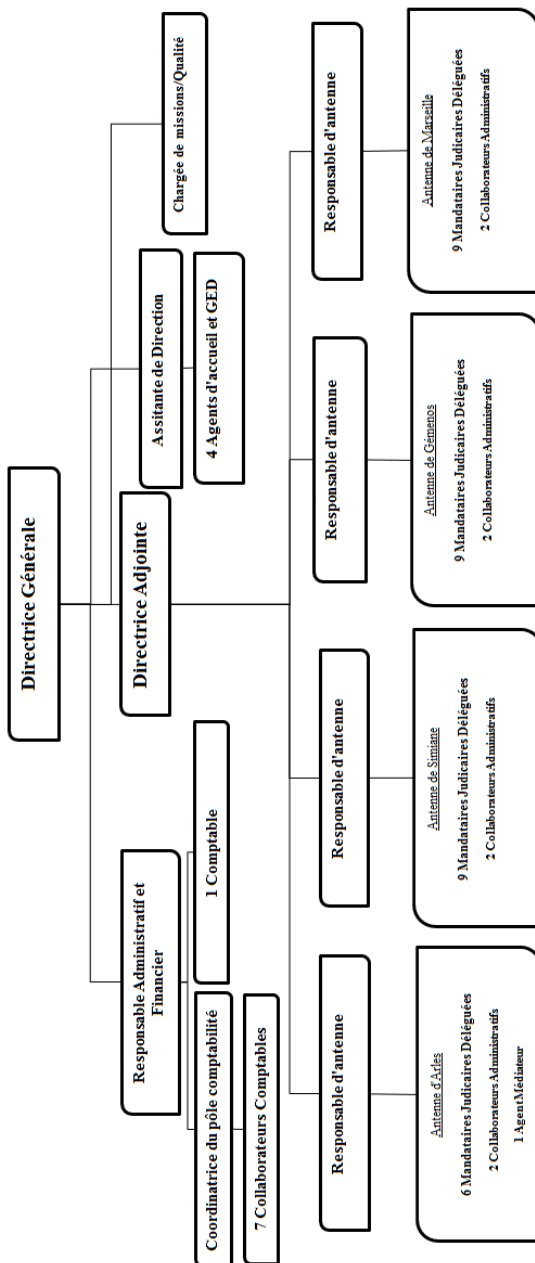 Directrice Générale
Responsable Administratif et
Financier
Directrice Adjointe
Assitante de Direction
Chargée de missions/Qualité
Coordinatrice du pôle comptabilité
1 Comptable
4 Agents d'accueil et GED
7 Collaborateurs Comptables
Responsable d'antenne
Responsable d'antenne
Responsable d'antenne
Responsable d'antenne
Antenne d'Arles
6 Mandataires Judicaires Déléguées
2 Collaborateurs Administratifs
1 Agent Médiateur
Antenne de Simiane
9 Mandataires Judicaires Déléguées
2 Collaborateurs Administratifs
Antenne de Gémenos
9 Mandataires Judicaires Déléguées
2 Collaborateurs Administratifs
Antenne de Marseille
9 Mandataires Judicaires Déléguées
2 Collaborateurs Administratifs